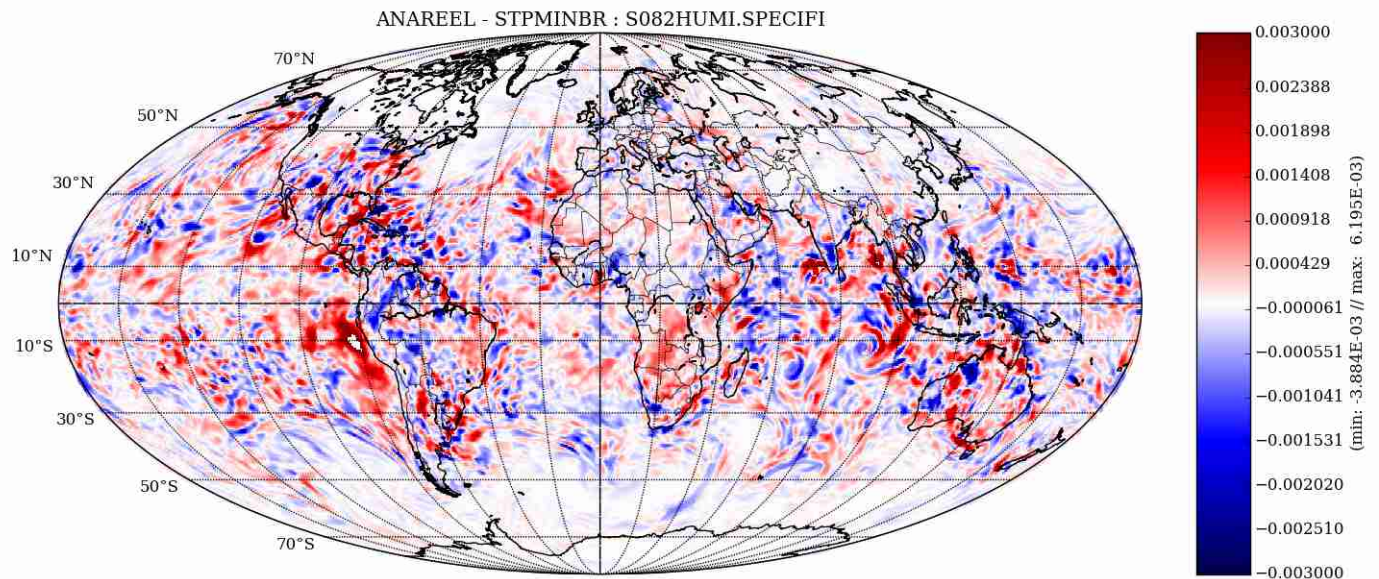 ANAREEL - STPMINBR : S082HUMI.SPECIFI
70°N
50°N
30°N
10°N
10°S
30°S
50°S
70°S
0.003000
0.002388
0.001898
0.001408
0.000918
0.000429
−0.000061
−0.000551
−0.001041
−0.001531
−0.002020
−0.002510
−0.003000
(min: -3.884E-03 // max: 6.195E-03)